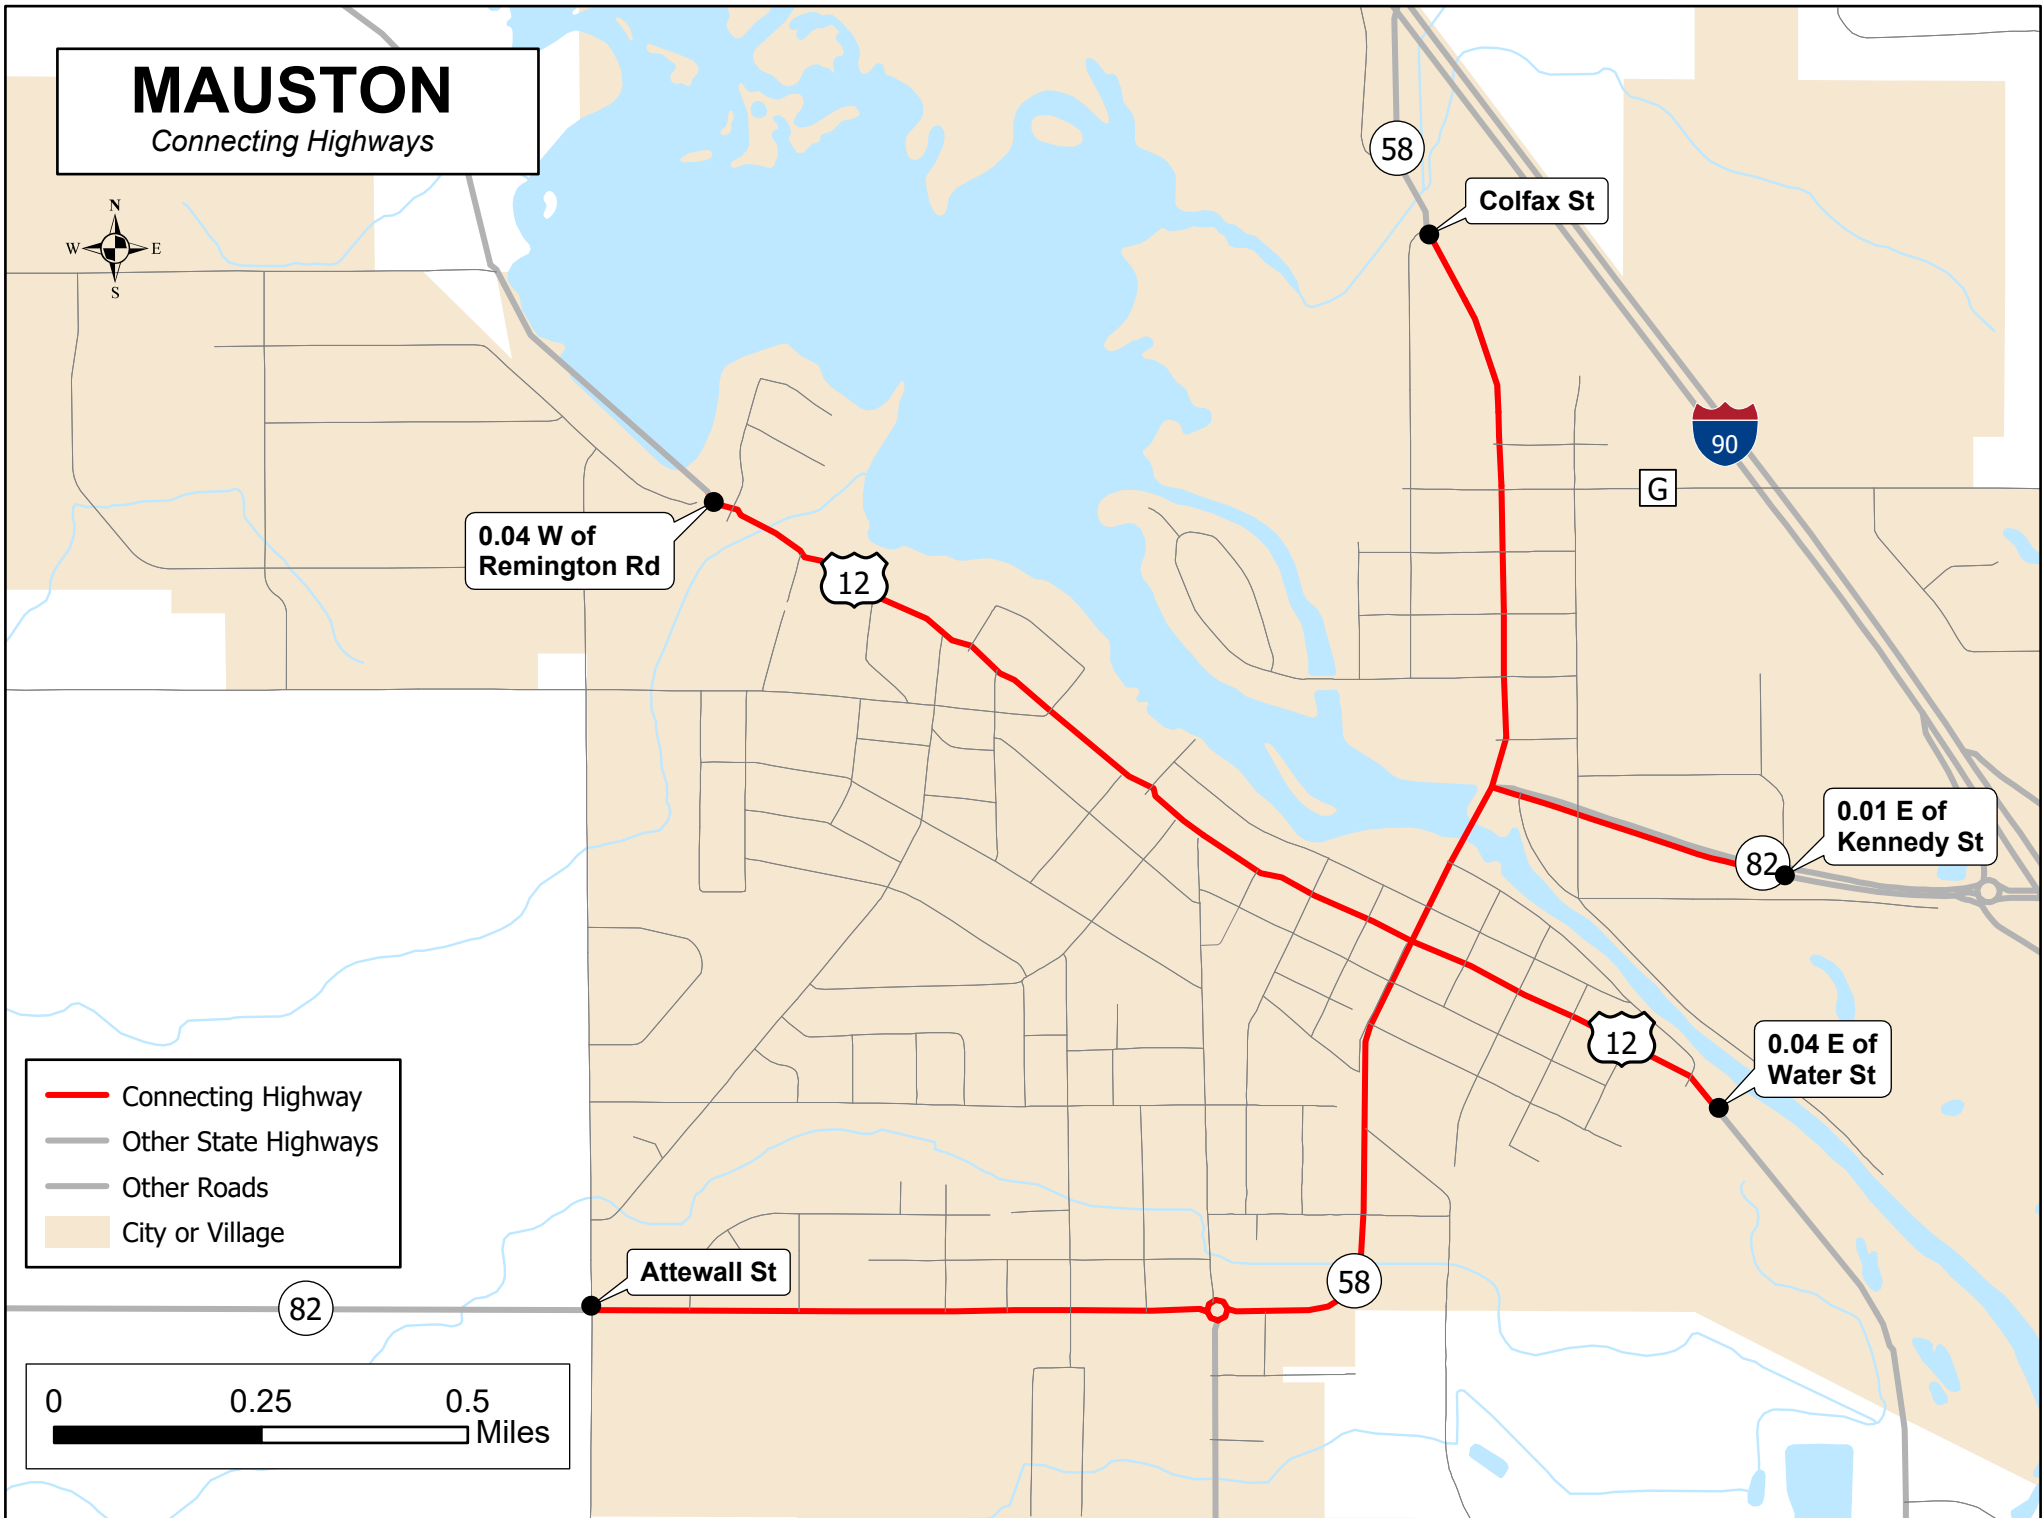 MAUSTON
Connecting Highways
N
W E
S
58
Colfax St
90
G
0.04 W of
Remington Rd
12
0.01 E of
Kennedy St
82
12
0.04 E of
Water St
Connecting Highway
Other State Highways
Other Roads
City or Village
Attewall St
58
82
0 0.25 0.5
Miles